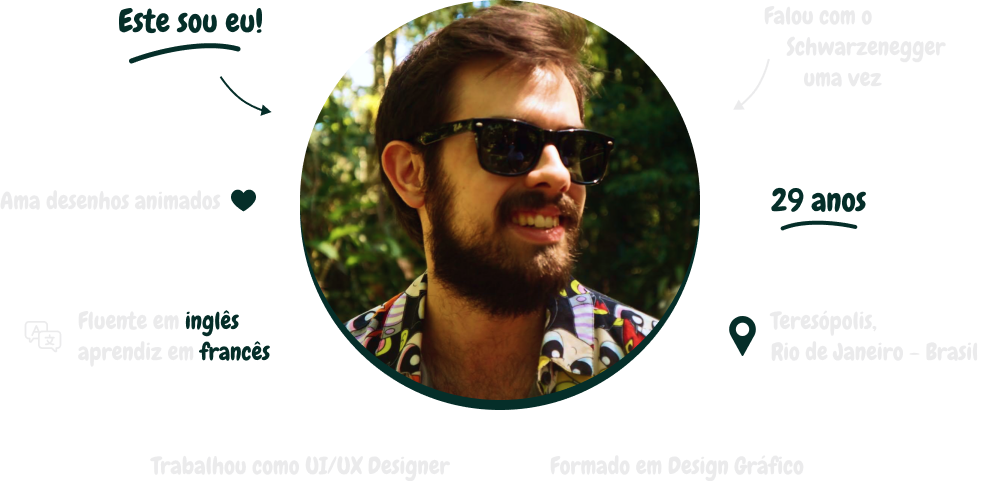 Este sou eu!
Falou com o
Schwarzenegger
uma vez
Ama desenhos animados
29 anos
Fluente em inglês
aprendiz em francês
Teresópolis,
Rio de Janeiro - Brasil
Trabalhou como UI/UX Designer
Formado em Design Gráfico